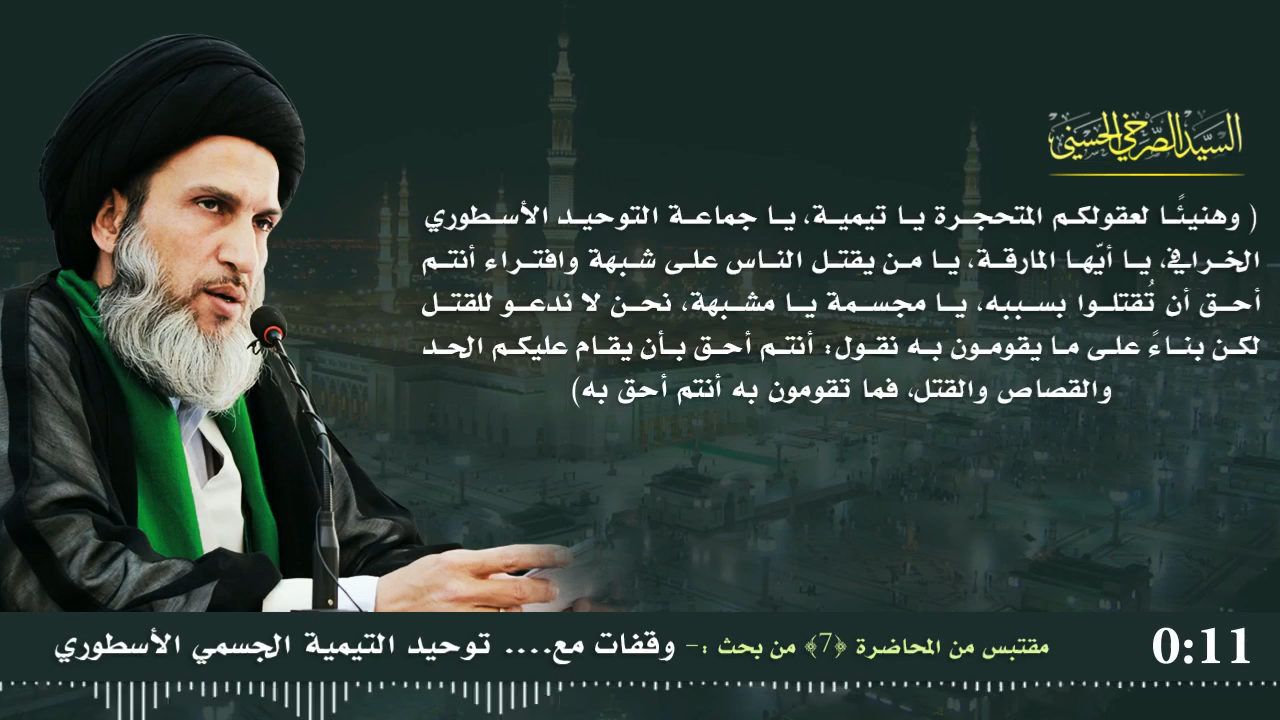 السيد الصرخي الحسني
( وهنيئًا لعقولكم المتحجرة يا تيمية، يا جماعة التوحيد الأسطوري
الخرافي، يا أيّها المارقة، يا من يقتل الناس على شبهة وافتراء أنتم
أحق أن تُقتلوا بسببه، يا مجسمة يا مشبهة، نحن لا ندعو للقتل
لكن بناءً على ما يقومون به نقول: أنتم أحق بأن يقام عليكم الحد
والقصاص والقتل، فما تقومون به أنتم أحق به)
0:11 مقتبس من المحاضرة ﴿7﴾ من بحث :- وقفات مع.... توحيد التيمية الجسمي الأسطوري